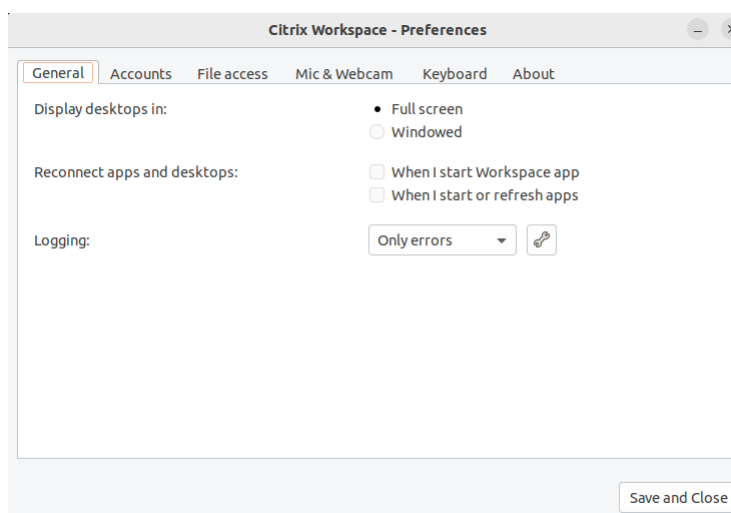 Citrix Workspace - Preferences
General Accounts File access Mic & Webcam Keyboard About
Display desktops in: Full screen
Windowed
Reconnect apps and desktops: When I start Workspace app
When I start or refresh apps
Logging: Only errors
Save and Close